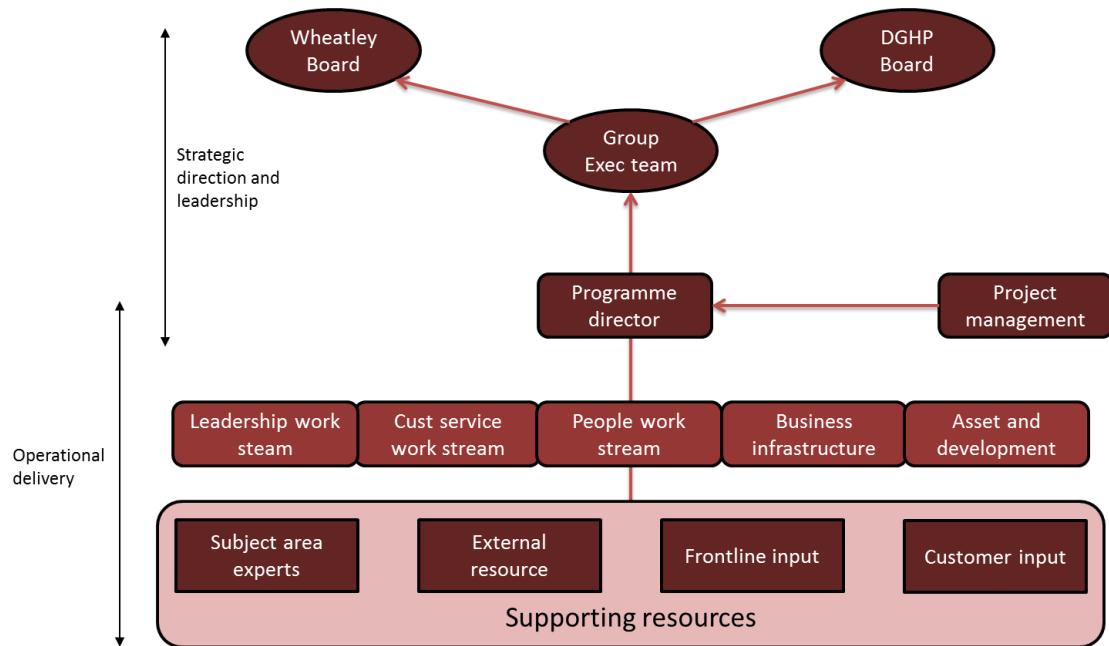 Wheatley
Board
DGHP
Board
Group
Exec team
Strategic
direction and
leadership
Programme
director
Project
management
Leadership work
steam
Cust service
work stream
People work
stream
Business
infrastructure
Asset and
development
Operational
delivery
Subject area
experts
External
resource
Frontline input
Customer input
Supporting resources